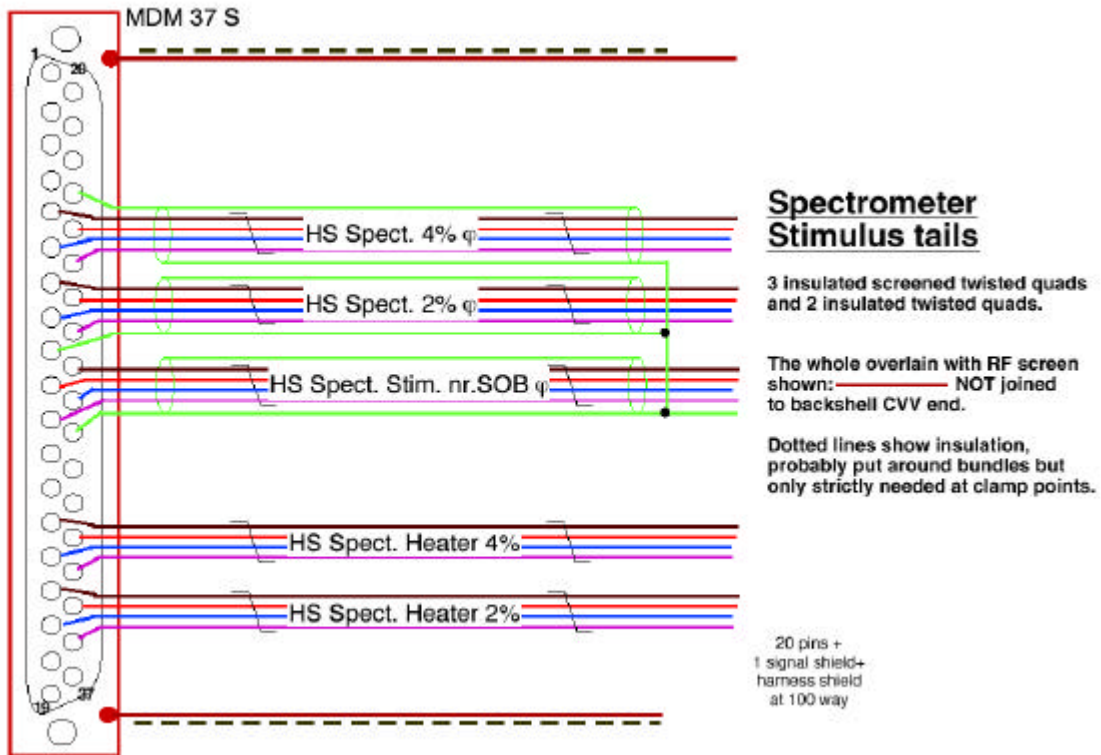 MDM 37 S
1
20
HS Spect. 4% φ
HS Spect. 2% φ
HS Spect. Stim. nr.SOB φ
HS Spect. Heater 4%
HS Spect. Heater 2%
19
37
Spectrometer
Stimulus tails
3 insulated screened twisted quads
and 2 insulated twisted quads.
The whole overlain with RF screen
shown: NOT joined
to backshell CVV end.
Dotted lines show insulation,
probably put around bundles but
only strictly needed at clamp points.
20 pins +
1 signal shield+
harness shield
at 100 way